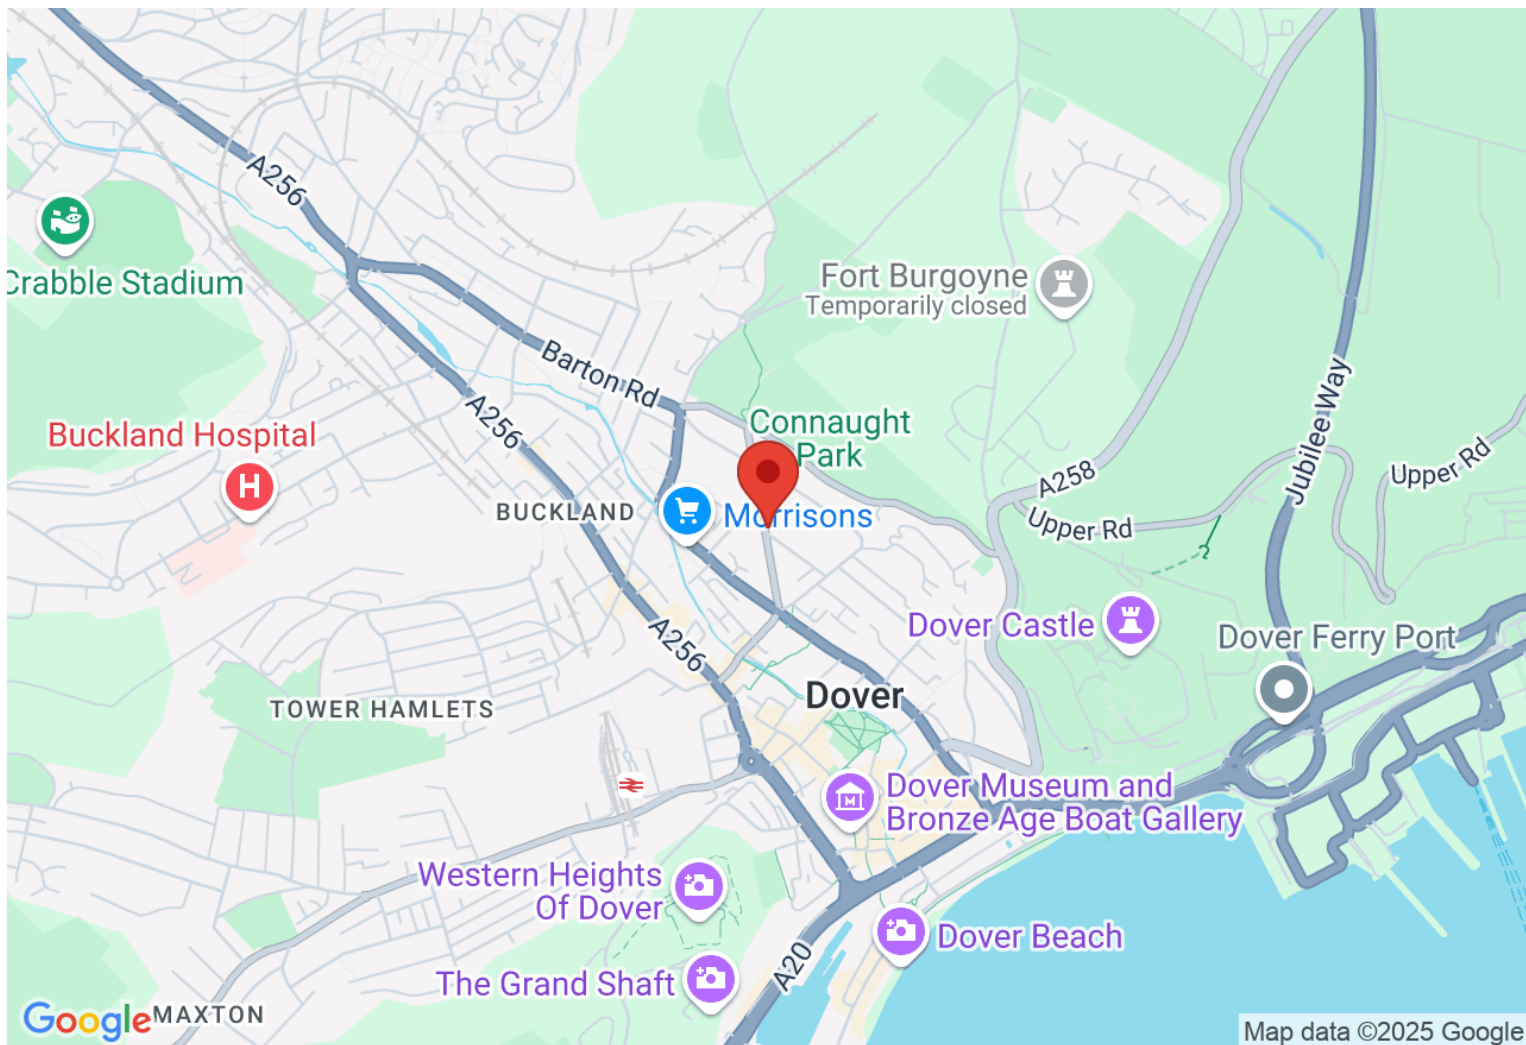 A256
Crabble Stadium
Fort Burgoyne
Temporarily closed
Barton Rd
Jubilee Way
A256
Connaught
Park
Buckland Hospital
H
A258
Upper Rd
BUCKLAND
Morrisons
Upper Rd
A256
Dover Castle
Dover Ferry Port
Dover
TOWER HAMLETS
M
Dover Museum and
Bronze Age Boat Gallery
Western Heights
Of Dover
Dover Beach
A20
The Grand Shaft
Google
MAXTON
Map data ©2025 Google